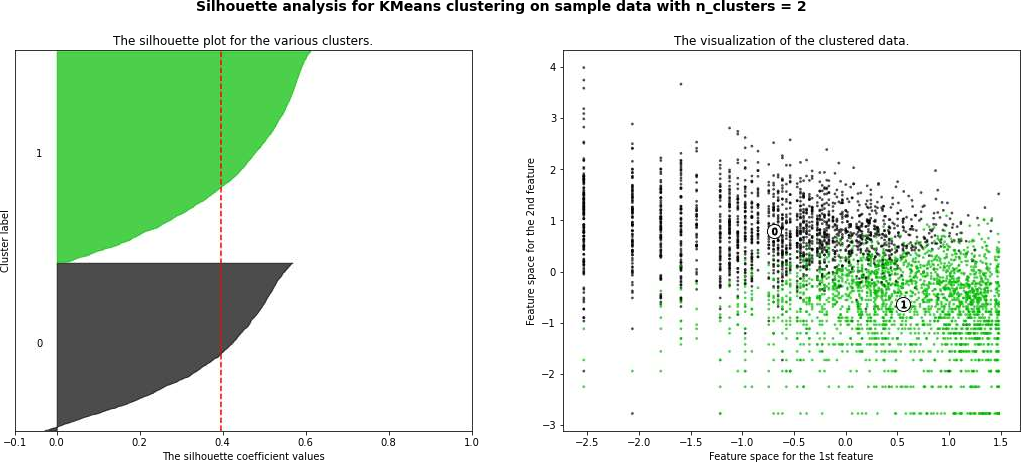 Silhouette analysis for KMeans clustering on sample data with n_clusters = 2
The silhouette plot for the various clusters.
Cluster label
1
0
−0.1 0.0 0.2 0.4 0.6 0.8 1.0
The silhouette coefficient values
The visualization of the clustered data.
Feature space for the 2nd feature
4
3
2
1
0
−1
−2
−3
0
1
−2.5 −2.0 −1.5 −1.0 −0.5 0.0 0.5 1.0 1.5
Feature space for the 1st feature